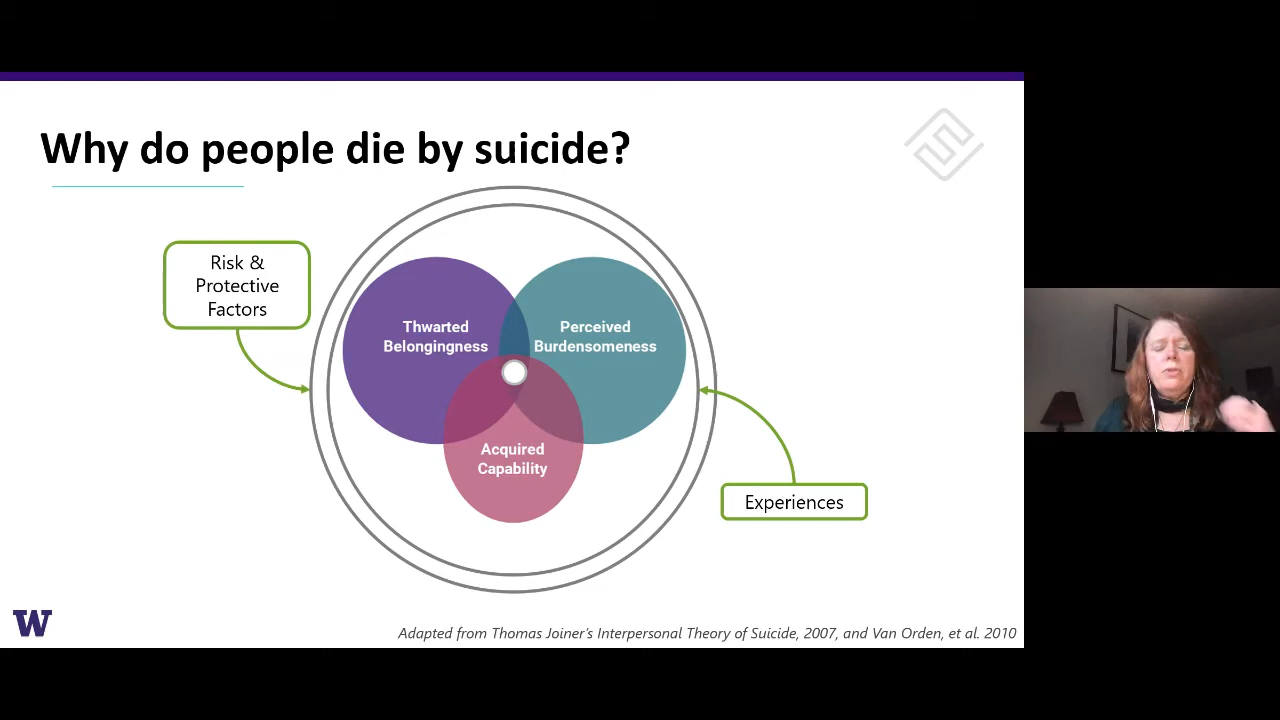 Why do people die by suicide?
Risk &
Protective
Factors
Thwarted
Belongingness
Perceived
Burdensomeness
Acquired
Capability
Experiences
W
Adapted from Thomas Joiner's Interpersonal Theory of Suicide, 2007, and Van Orden, et al. 2010